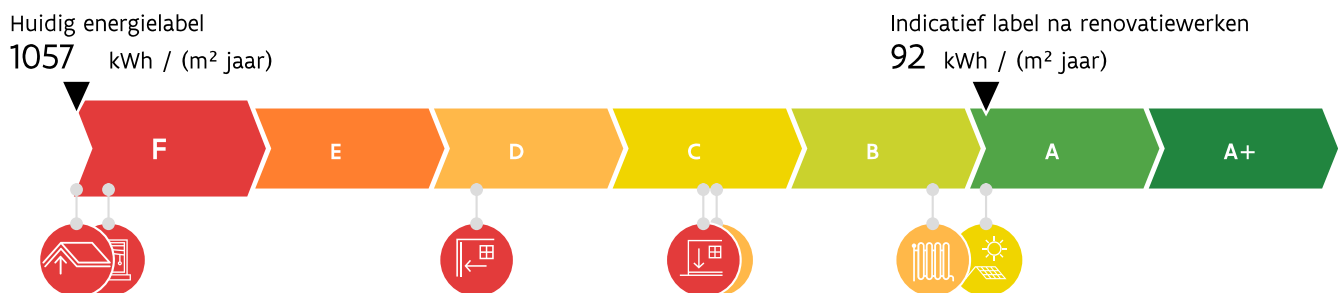 Huidig energielabel
1057 kWh / (m² jaar)
Indicatief label na renovatiewerken
92 kWh / (m² jaar)
F E D C B A A+